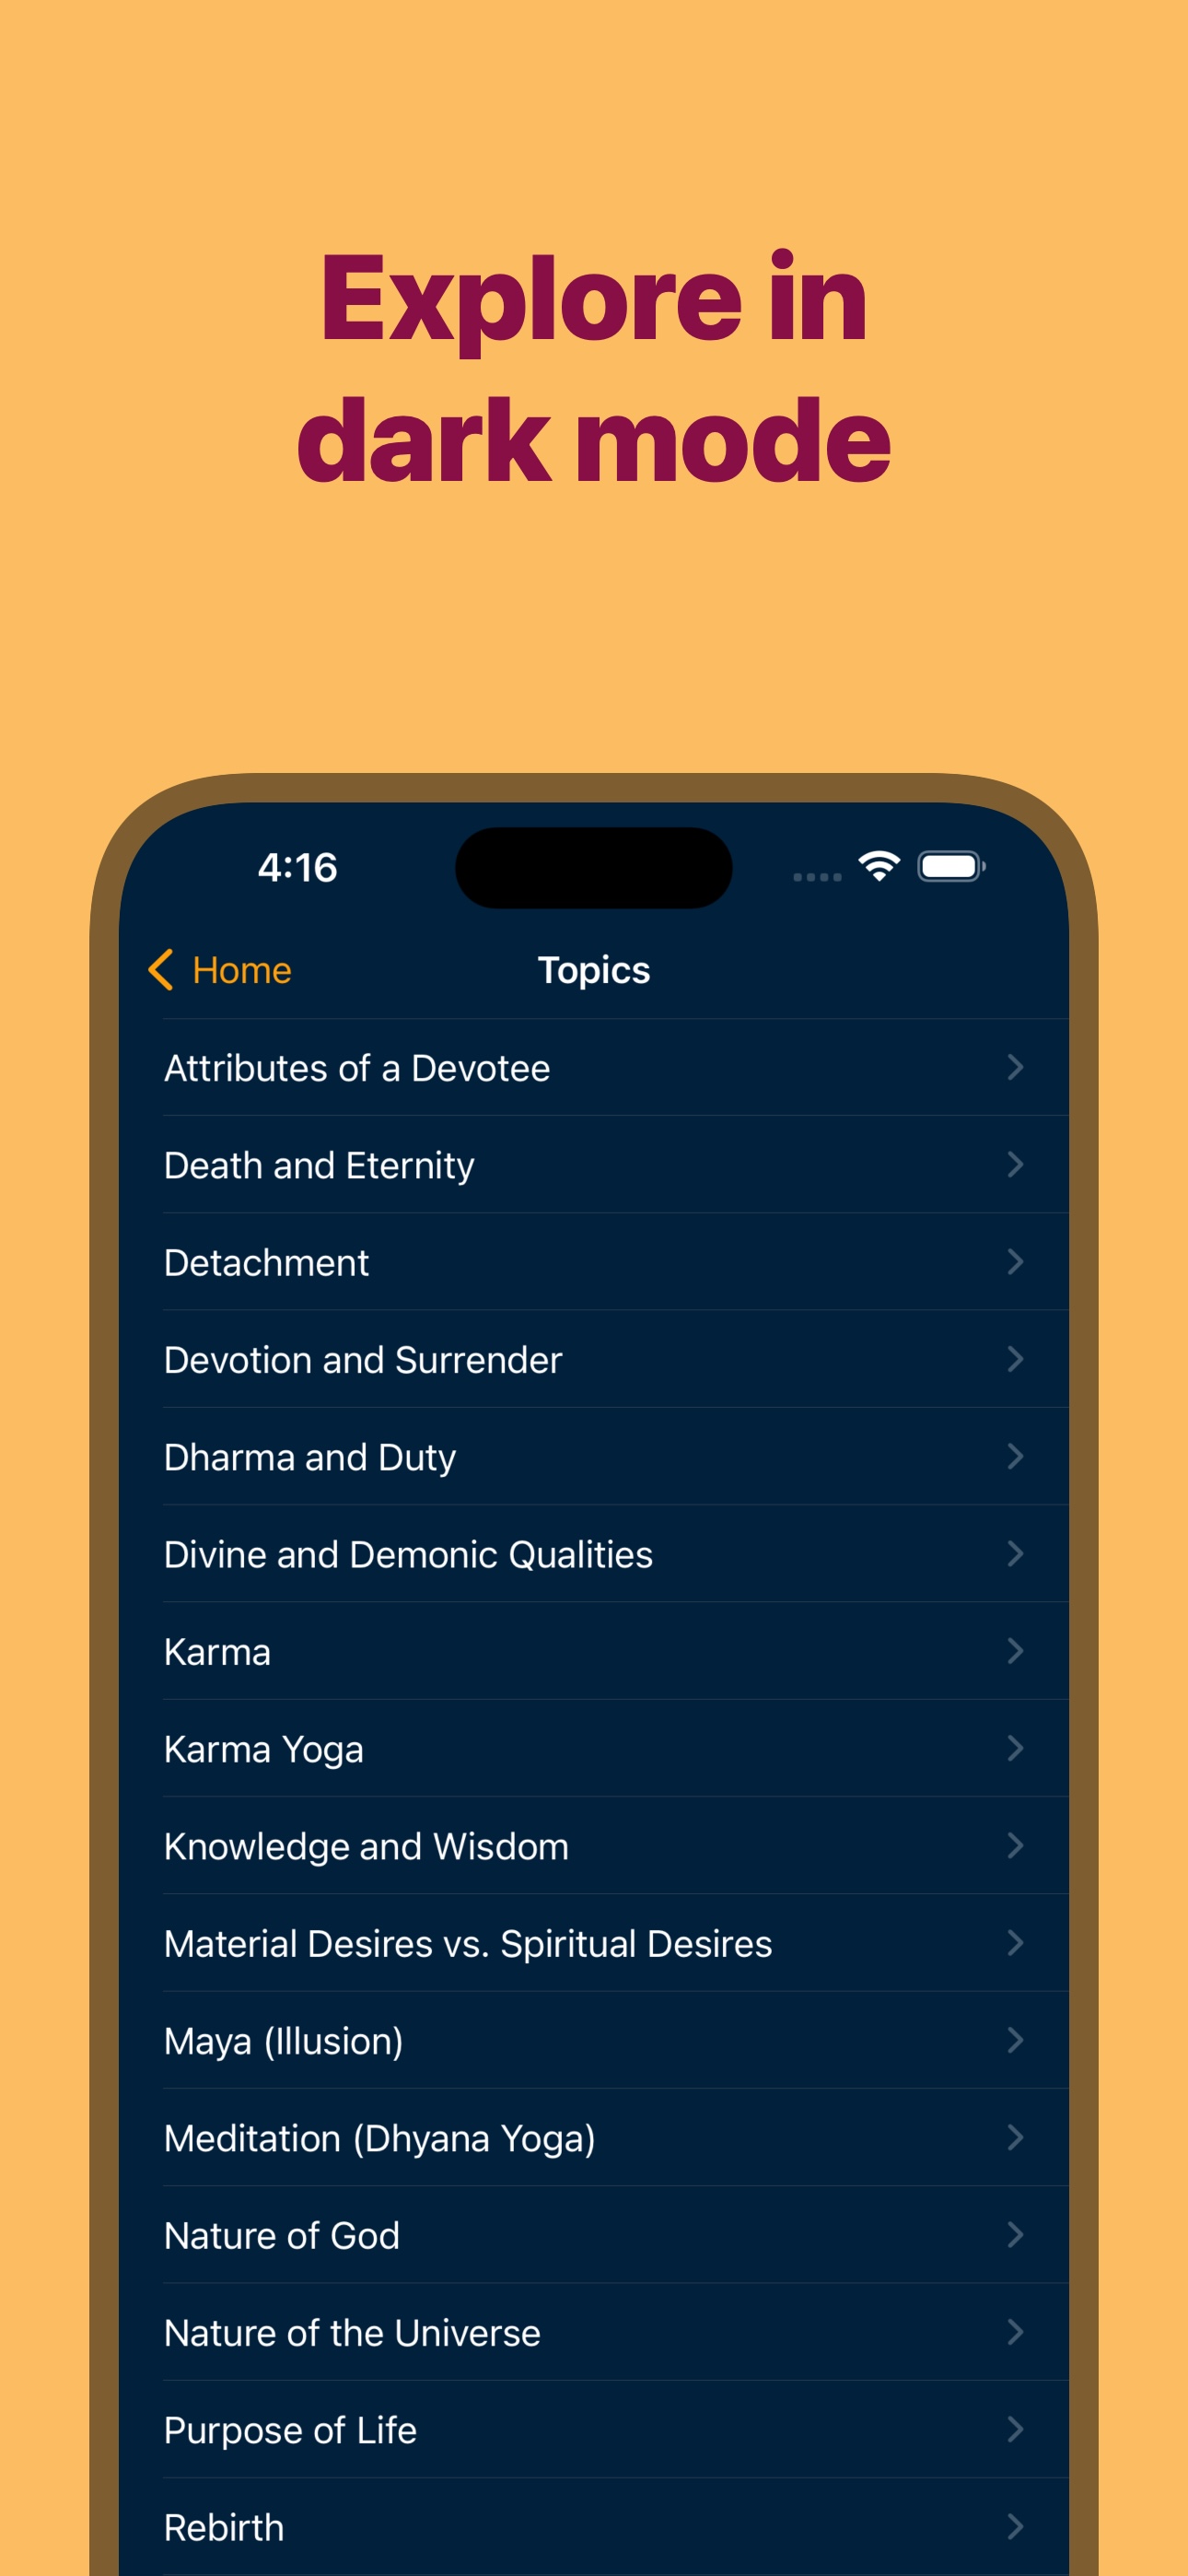 Explore in
dark mode
4:16
Home
Topics
Attributes of a Devotee
Death and Eternity
Detachment
Devotion and Surrender
Dharma and Duty
Divine and Demonic Qualities
Karma
Karma Yoga
Knowledge and Wisdom
Material Desires vs. Spiritual Desires
Maya (Illusion)
Meditation (Dhyana Yoga)
Nature of God
Nature of the Universe
Purpose of Life
Rebirth